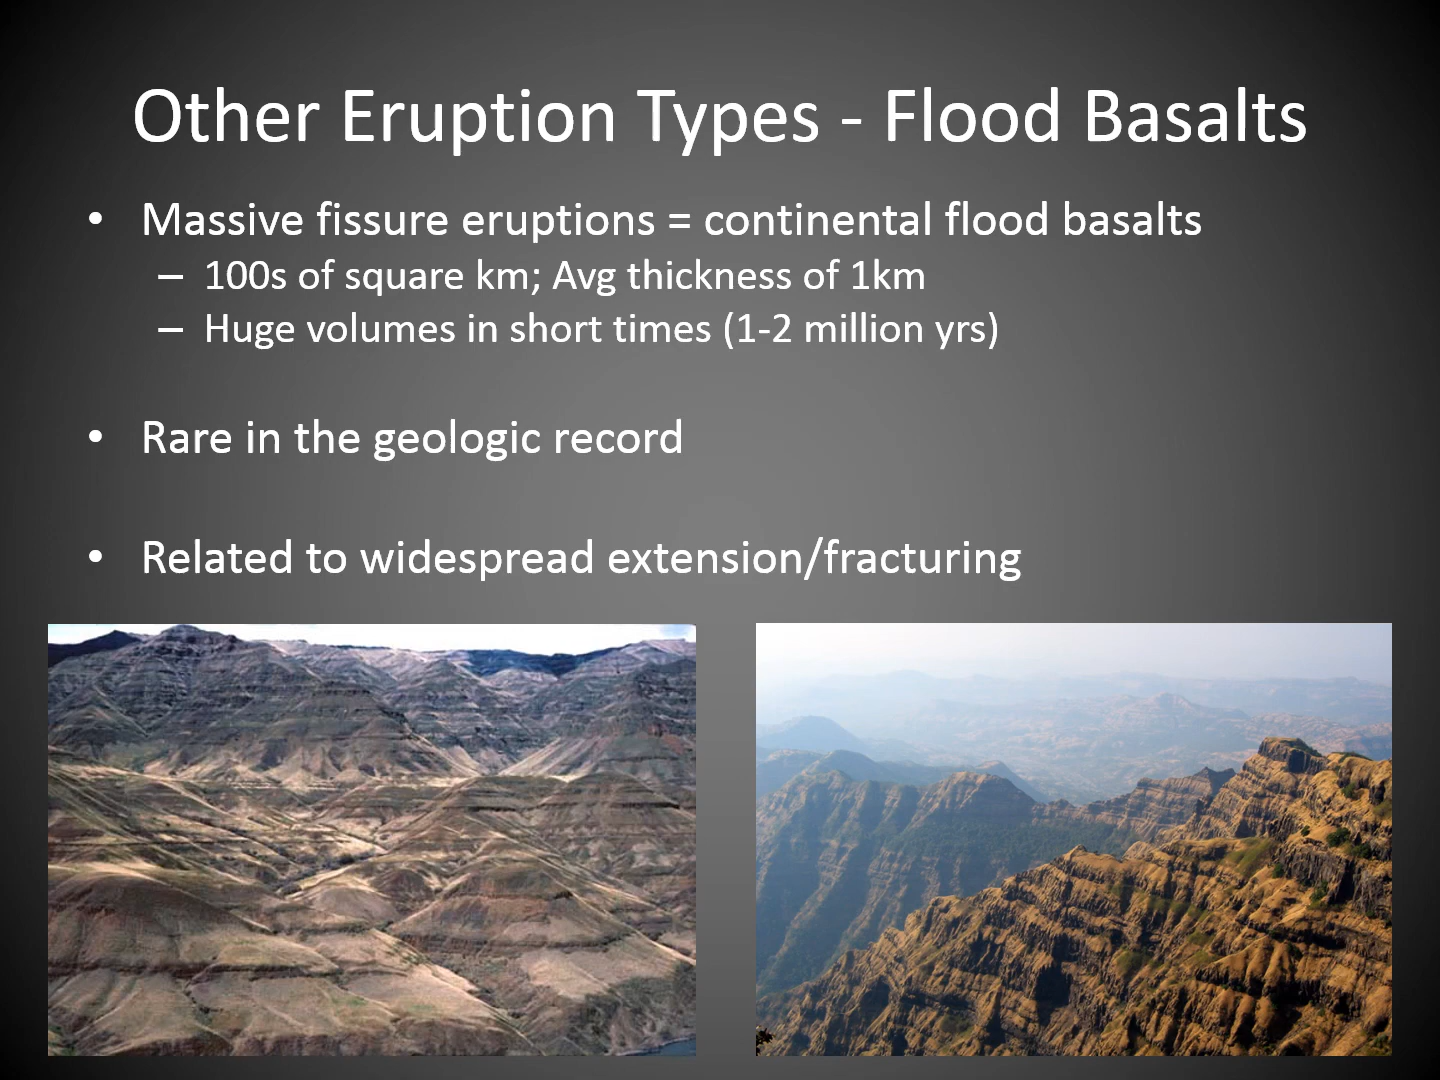 Other Eruption Types - Flood Basalts
• Massive fissure eruptions = continental flood basalts
– 100s of square km; Avg thickness of 1km
– Huge volumes in short times (1-2 million yrs)
• Rare in the geologic record
• Related to widespread extension/fracturing